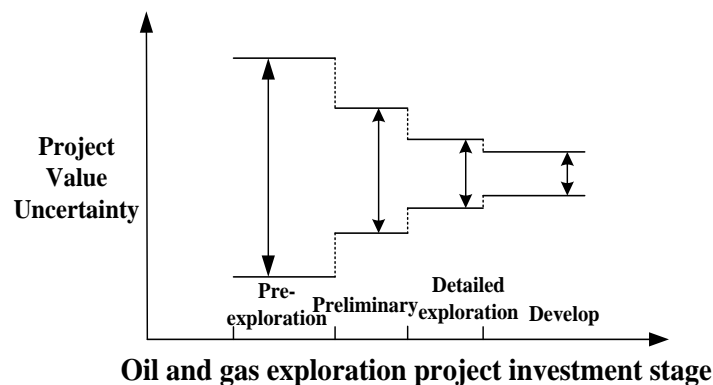 Project
Value
Uncertainty
Pre-
exploration
Preliminary
Detailed
exploration
Develop
Oil and gas exploration project investment stage